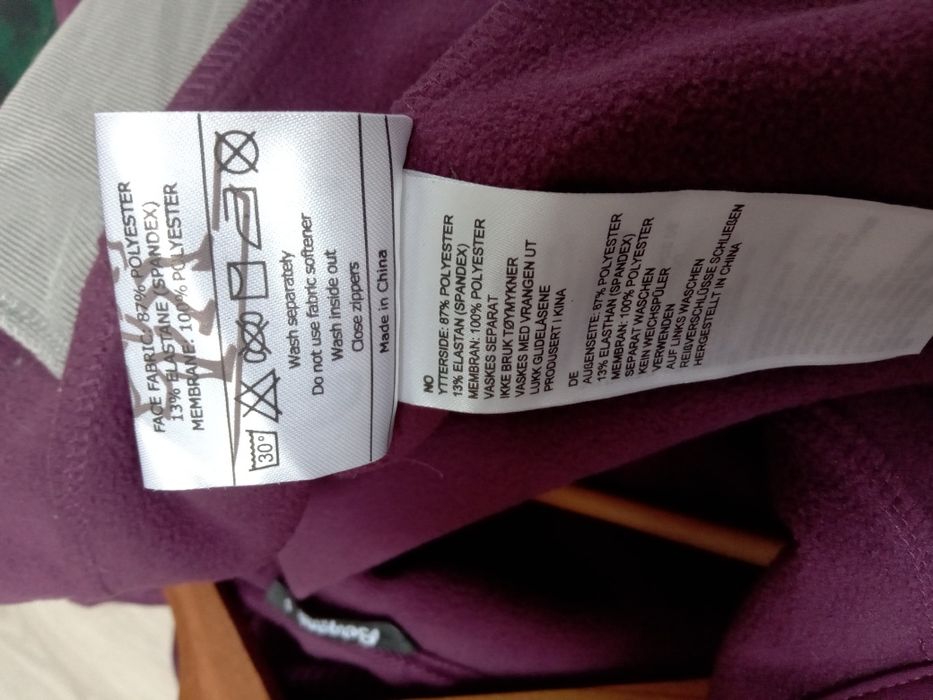 FACE FABRIC: 87% POLYESTER
13% ELASTANE (SPANDEX)
MEMBRANE: 100% POLYESTER
30°
Wash separately
Do not use fabric softener
Wash inside out
Close zippers
Made in China
NO
YTTERSIDE: 87% POLYESTER
13% ELASTAN (SPANDEX)
MEMBRAN: 100% POLYESTER
VASKES SEPARAT
IKKE BRUK TØYMYKNER
VASKES MED VRANGEN UT
LUKK GLIDELÅSENE
PRODUSERT I KINA
DE
AUßENSEITE: 87% POLYESTER
13% ELASTHAN (SPANDEX)
MEMBRAN: 100% POLYESTER
SEPARAT WASCHEN
KEIN WEICHSPÜLER
VERWENDEN
AUF LINKS WASCHEN
REIßVERSCHLÜSSE SCHLIEßEN
HERGESTELLT IN CHINA